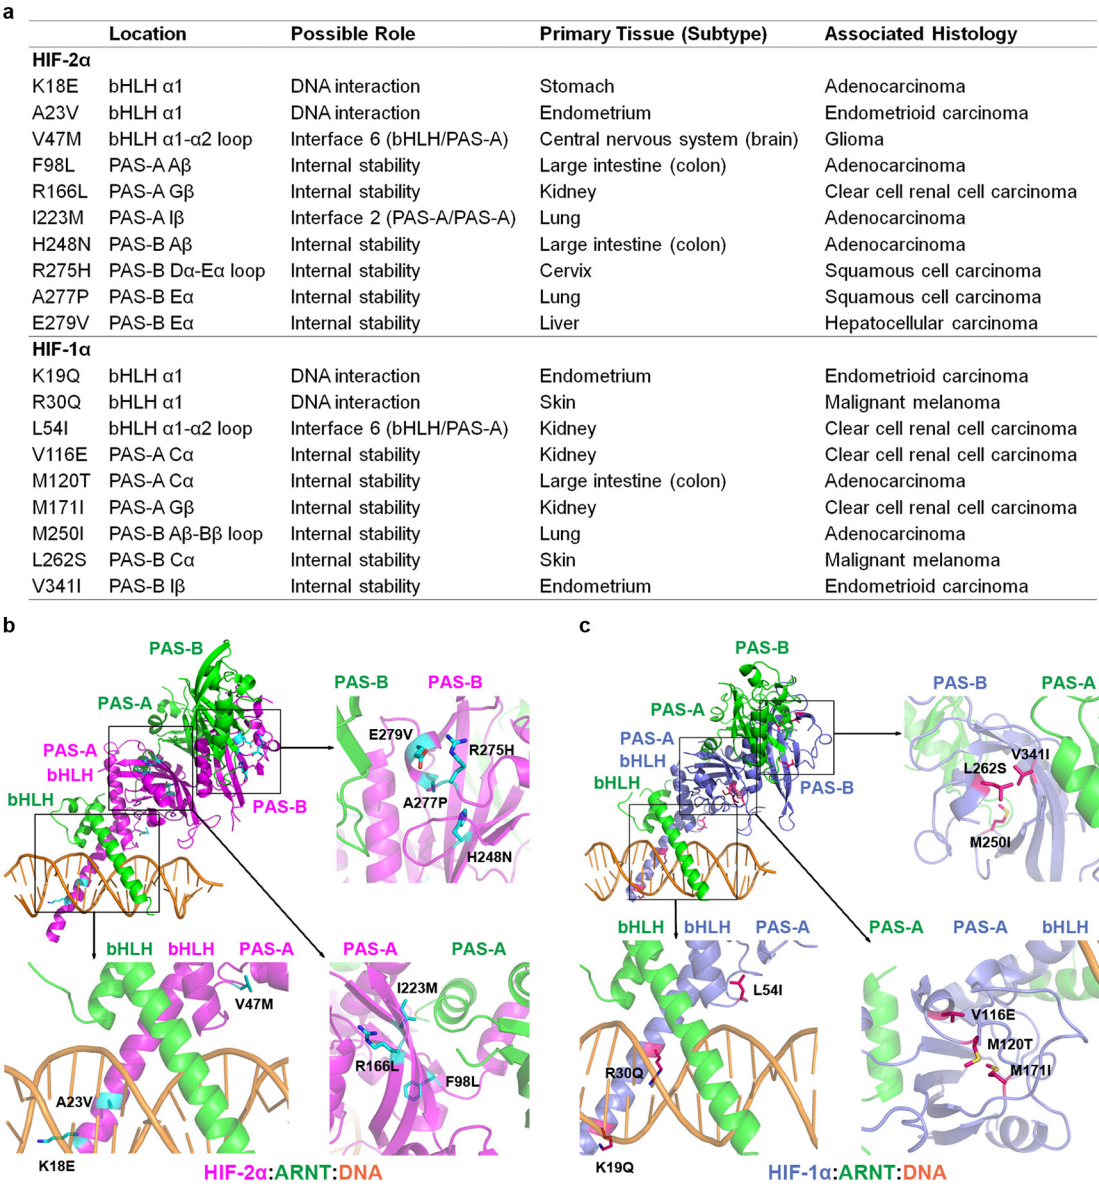 a
Location Possible Role Primary Tissue (Subtype) Associated Histology
HIF-2α
K18E bHLH α1 DNA interaction Stomach Adenocarcinoma
A23V bHLH α1 DNA interaction Endometrium Endometrioid carcinoma
V47M bHLH α1-α2 loop Interface 6 (bHLH/PAS-A) Central nervous system (brain) Glioma
F98L PAS-A Aβ Internal stability Large intestine (colon) Adenocarcinoma
R166L PAS-A Gβ Internal stability Kidney Clear cell renal cell carcinoma
I223M PAS-A Iβ Interface 2 (PAS-A/PAS-A) Lung Adenocarcinoma
H248N PAS-B Aβ Internal stability Large intestine (colon) Adenocarcinoma
R275H PAS-B Dα-Eα loop Internal stability Cervix Squamous cell carcinoma
A277P PAS-B Eα Internal stability Lung Squamous cell carcinoma
E279V PAS-B Eα Internal stability Liver Hepatocellular carcinoma
HIF-1α
K19Q bHLH α1 DNA interaction Endometrium Endometrioid carcinoma
R30Q bHLH α1 DNA interaction Skin Malignant melanoma
L54I bHLH α1-α2 loop Interface 6 (bHLH/PAS-A) Kidney Clear cell renal cell carcinoma
V116E PAS-A Cα Internal stability Kidney Clear cell renal cell carcinoma
M120T PAS-A Cα Internal stability Large intestine (colon) Adenocarcinoma
M171I PAS-A Gβ Internal stability Kidney Clear cell renal cell carcinoma
M250I PAS-B Aβ-Bβ loop Internal stability Lung Adenocarcinoma
L262S PAS-B Cα Internal stability Skin Malignant melanoma
V341I PAS-B Iβ Internal stability Endometrium Endometrioid carcinoma
b
PAS-B
PAS-A
PAS-A
bHLH
bHLH
PAS-B
PAS-B PAS-B
E279V
R275H
A277P
H248N
bHLH bHLH PAS-A
V47M
A23V
K18E
PAS-A PAS-A
I223M
R166L
F98L
HIF-2α:ARNT:DNA
c
PAS-B
PAS-A
PAS-A
bHLH
bHLH
PAS-B
PAS-B PAS-A
V341I
L262S
M250I
bHLH bHLH PAS-A
L54I
R30Q
K19Q
PAS-A PAS-A bHLH
V116E
M120T
M171I
HIF-1α:ARNT:DNA